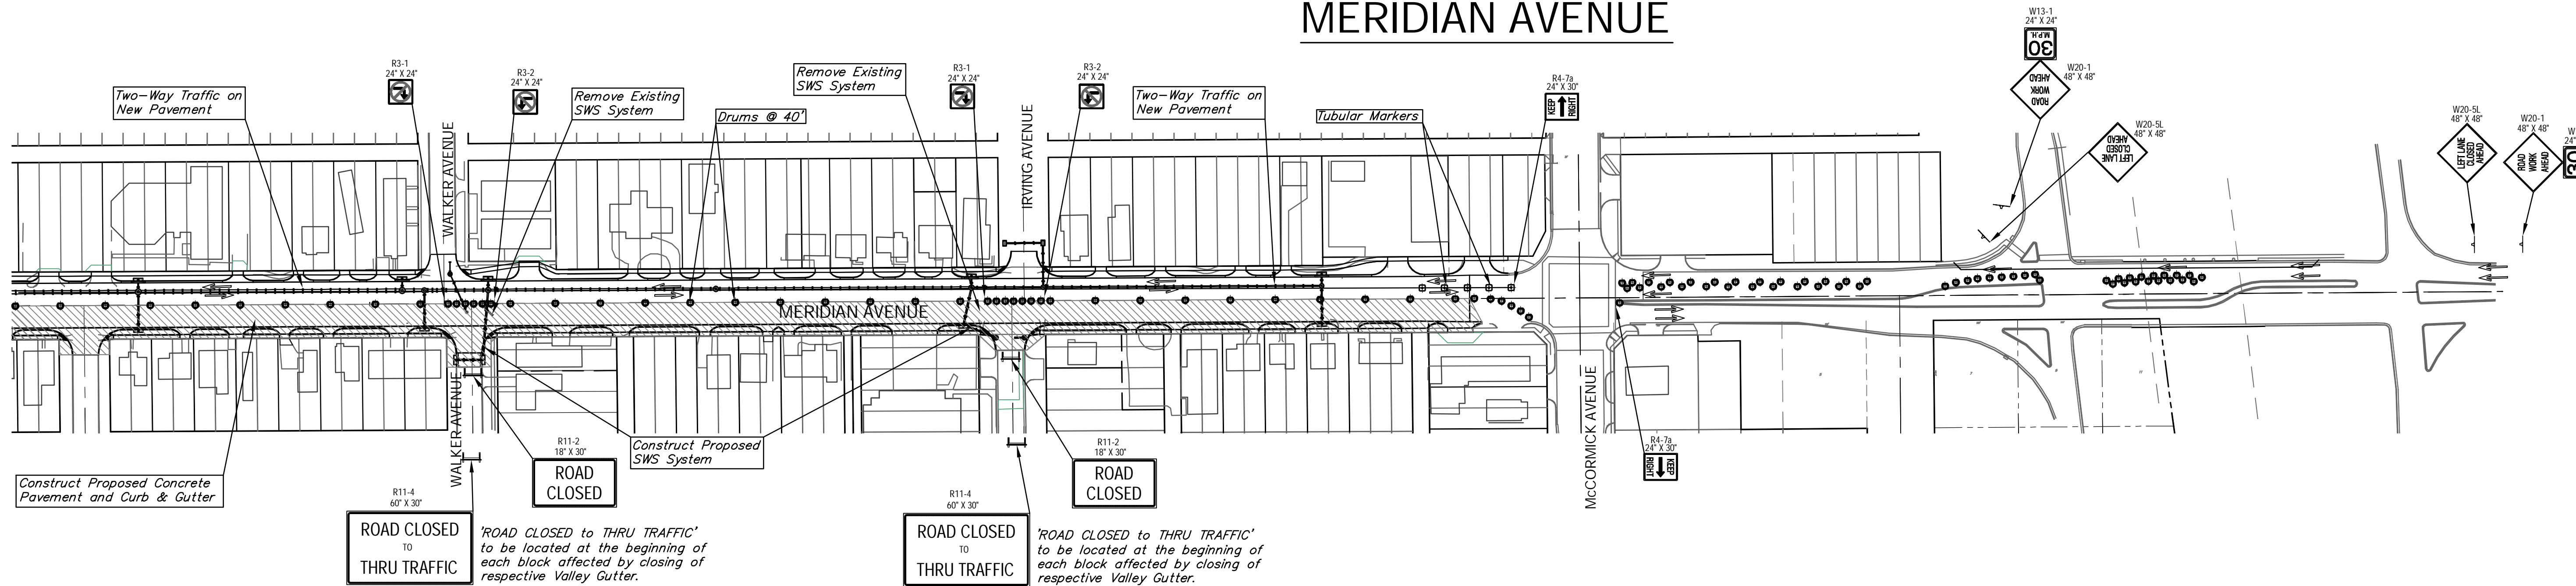 MERIDIAN AVENUE
W13-1
24" X 24"
30
M.P.H.
W20-1
48" X 48"
ROAD
WORK
AHEAD
W20-5L
48" X 48"
LEFT LANE
CLOSED
AHEAD
W20-5L
48" X 48"
LEFT LANE
CLOSED
AHEAD
W20-1
48" X 48"
ROAD
WORK
AHEAD
W
24"
30
Two-Way Traffic on
New Pavement
R3-1
24" X 24"
R3-2
24" X 24"
Remove Existing
SWS System
Drums @ 40'
Remove Existing
SWS System
R3-1
24" X 24"
R3-2
24" X 24"
Two-Way Traffic on
New Pavement
Tubular Markers
R4-7a
24" X 30"
KEEP
RIGHT
WALKER AVENUE
IRVING AVENUE
MERIDIAN AVENUE
WALKER AVENUE
McCORMICK AVENUE
R4-7a
24" X 30"
KEEP
RIGHT
Construct Proposed Concrete
Pavement and Curb & Gutter
Construct Proposed
SWS System
R11-2
18" X 30"
ROAD
CLOSED
R11-2
18" X 30"
ROAD
CLOSED
R11-4
60" X 30"
ROAD CLOSED
TO
THRU TRAFFIC
'ROAD CLOSED to THRU TRAFFIC'
to be located at the beginning of
each block affected by closing of
respective Valley Gutter.
R11-4
60" X 30"
ROAD CLOSED
TO
THRU TRAFFIC
'ROAD CLOSED to THRU TRAFFIC'
to be located at the beginning of
each block affected by closing of
respective Valley Gutter.